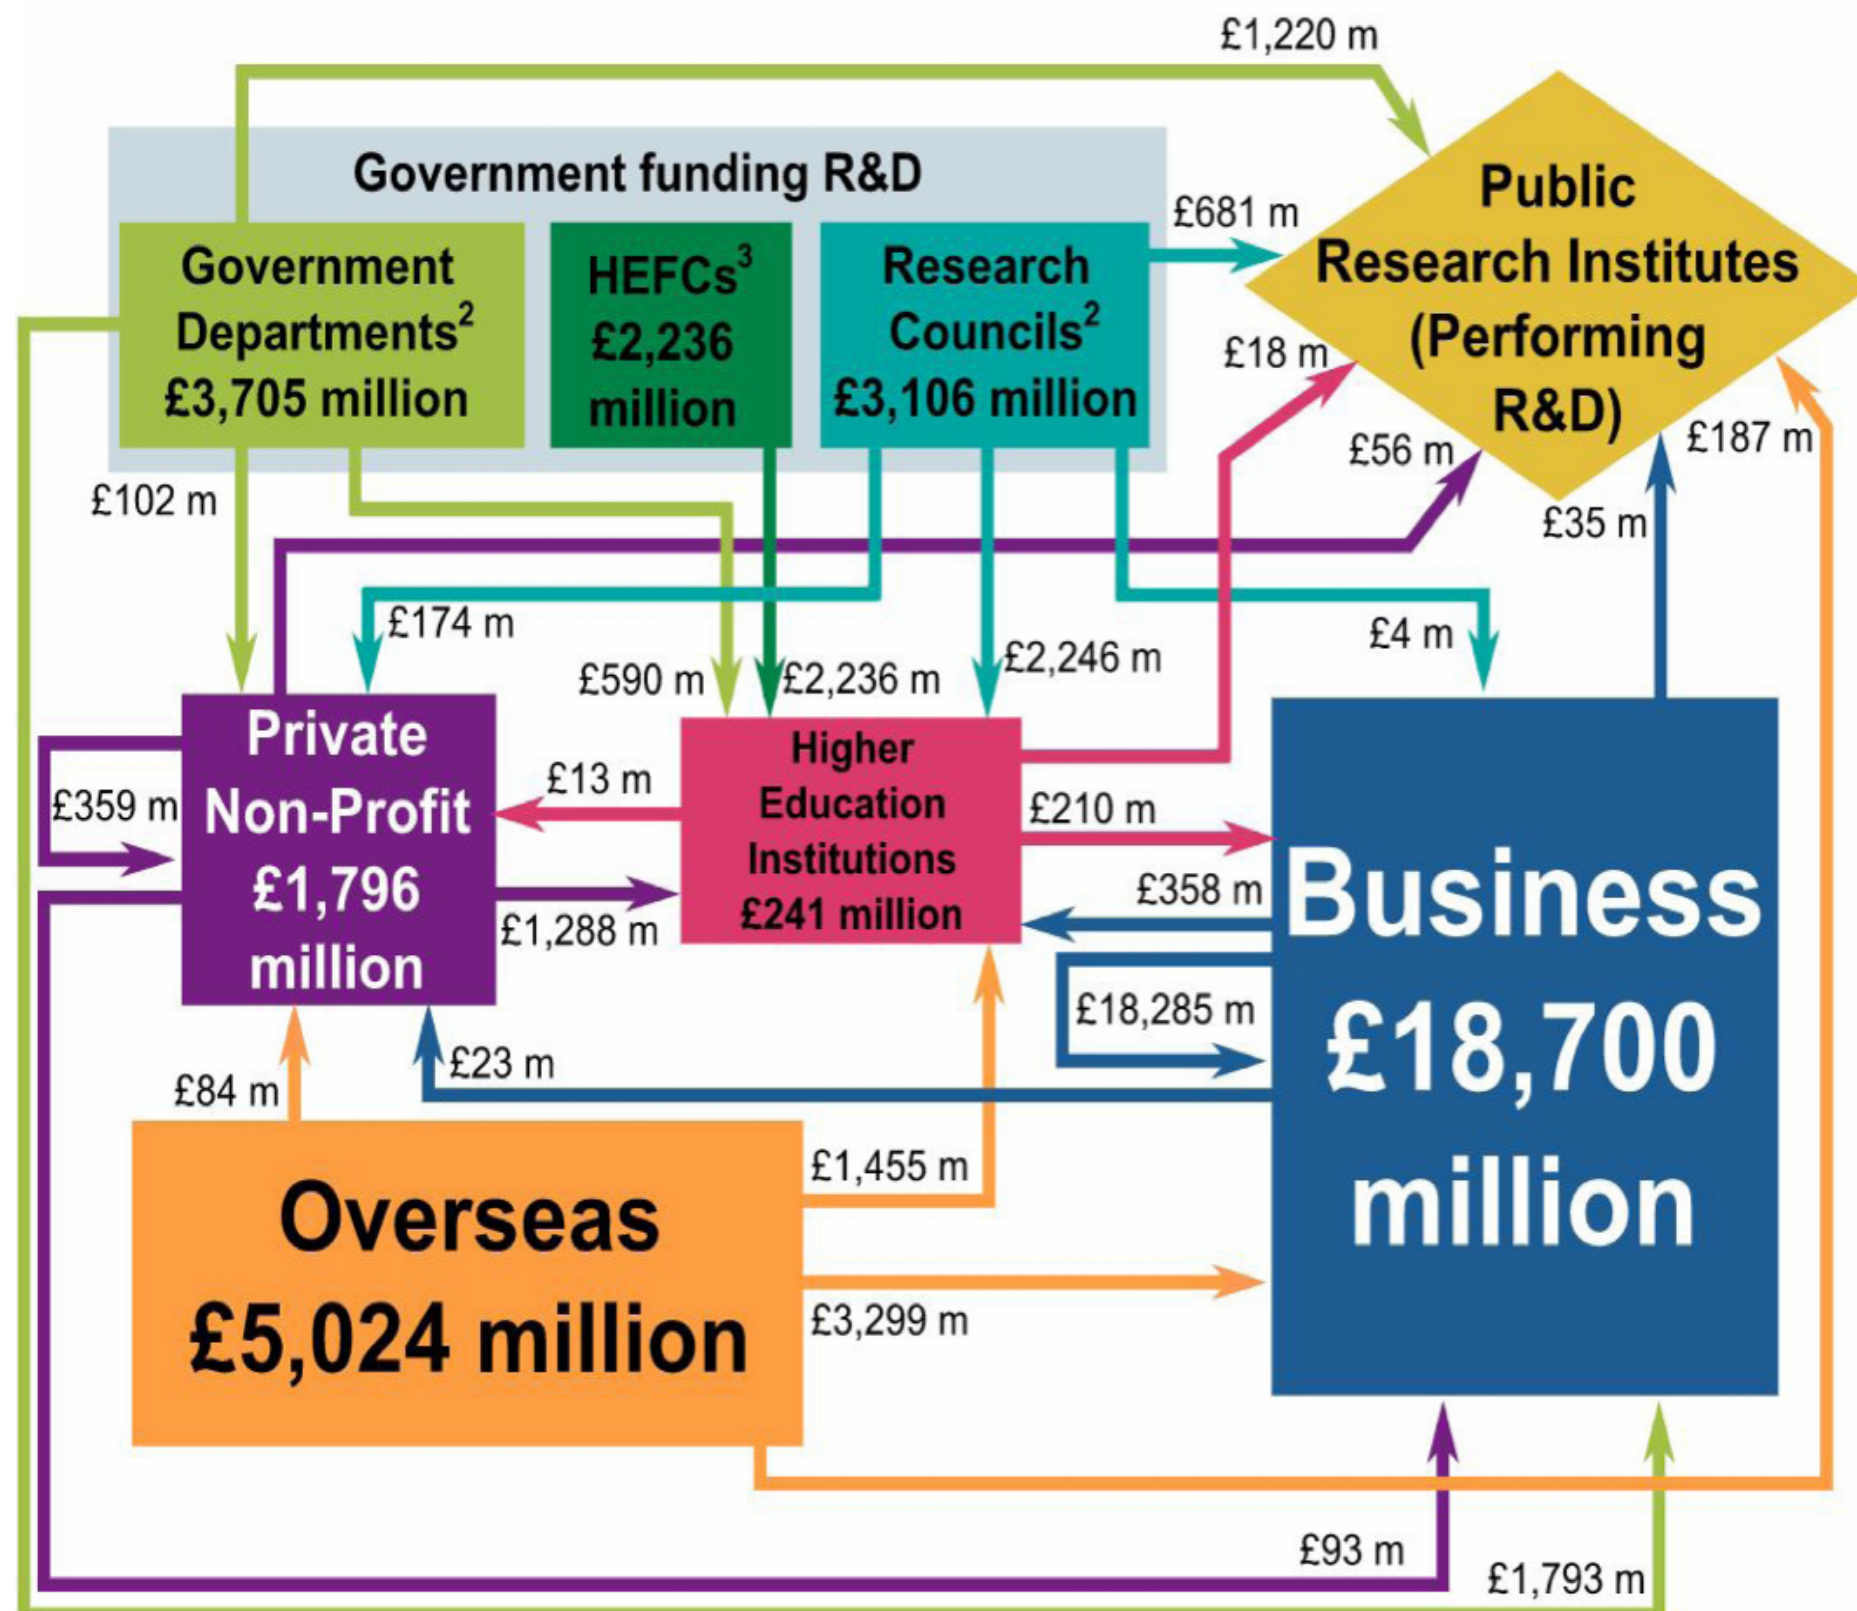 £1,220 m
Government funding R&D
£681 m
Public
Research Institutes
(Performing
R&D)
Government
Departments²
£3,705 million
HEFCs³
£2,236
million
Research
Councils²
£3,106 million
£18 m
£56 m
£187 m
£35 m
£102 m
£174 m
£590 m
£2,236 m
£2,246 m
£4 m
Private
Non-Profit
£1,796
million
£359 m
£13 m
£1,288 m
Higher
Education
Institutions
£241 million
£210 m
£358 m
£18,285 m
Business
£18,700
million
£84 m
£23 m
£1,455 m
Overseas
£5,024 million
£3,299 m
£93 m
£1,793 m